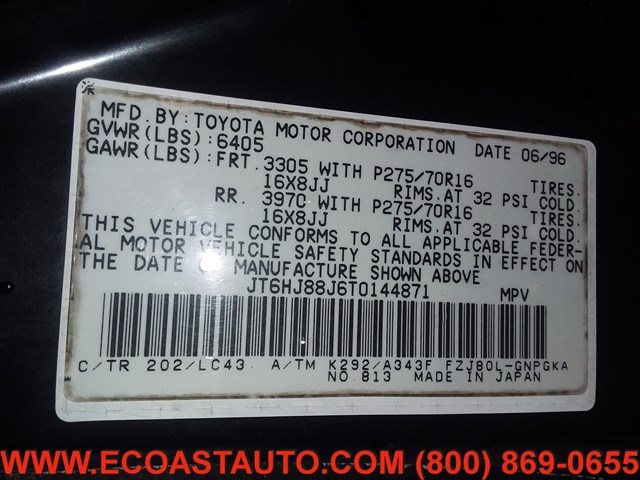 MFD. BY: TOYOTA MOTOR CORPORATION DATE 06/96
GVWR(LBS):6405
GAWR(LBS):FRT. 3305 WITH P275/70R16 TIRES.
16X8JJ RIMS.AT 32 PSI COLD.
RR. 3970 WITH P275/70R16 TIRES.
16X8JJ RIMS.AT 32 PSI COLD.
THIS VEHICLE CONFORMS TO ALL APPLICABLE FEDER-
AL MOTOR VEHICLE SAFETY STANDARDS IN EFFECT ON
THE DATE OF MANUFACTURE SHOWN ABOVE
JT6HJ88J6T0144871 MPV
C/TR 202/LC43 A/TM K292/A343F FZJ80L-GNPGKA
NO.813 MADE IN JAPAN
WWW.ECOASTAUTO.COM (800) 869-0655